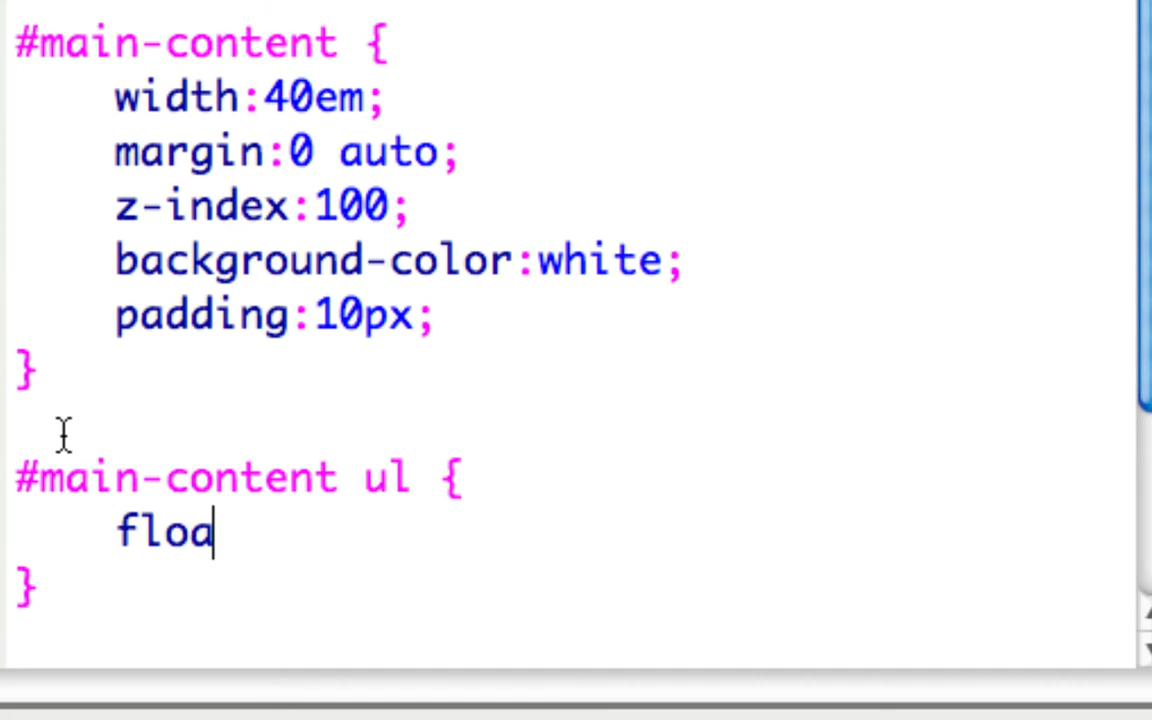 #main-content {
    width:40em;
    margin:0 auto;
    z-index:100;
    background-color:white;
    padding:10px;
}

#main-content ul {
    floa
}